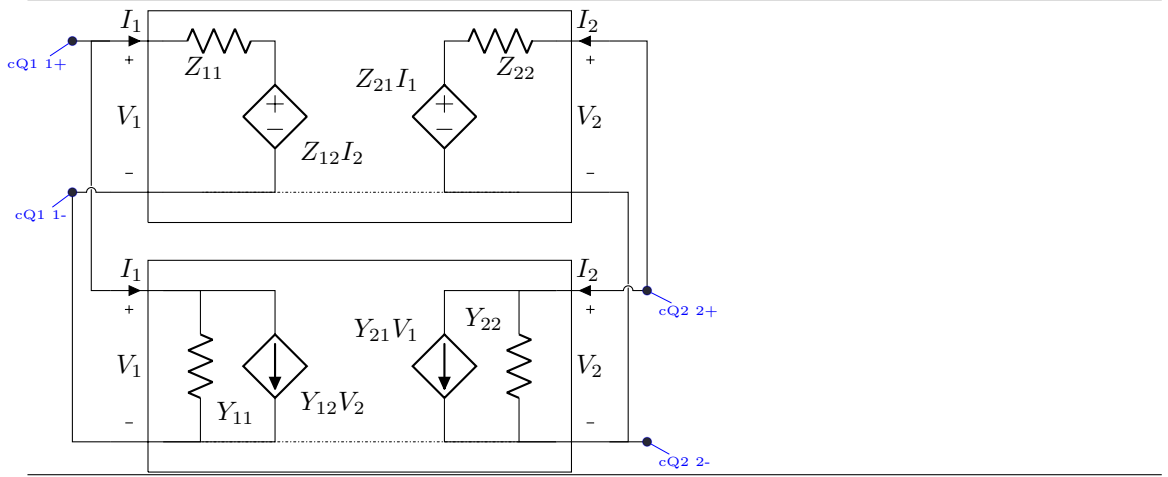 I₁ I₂
cQ1 1+
+ Z₁₁ Z₂₂ +
Z₂₁I₁
V₁ + − + − V₂
Z₁₂I₂
− −
cQ1 1-
I₁ I₂
+ + cQ2 2+
Y₂₁V₁ Y₂₂
V₁ V₂
Y₁₁ Y₁₂V₂
− −
cQ2 2-